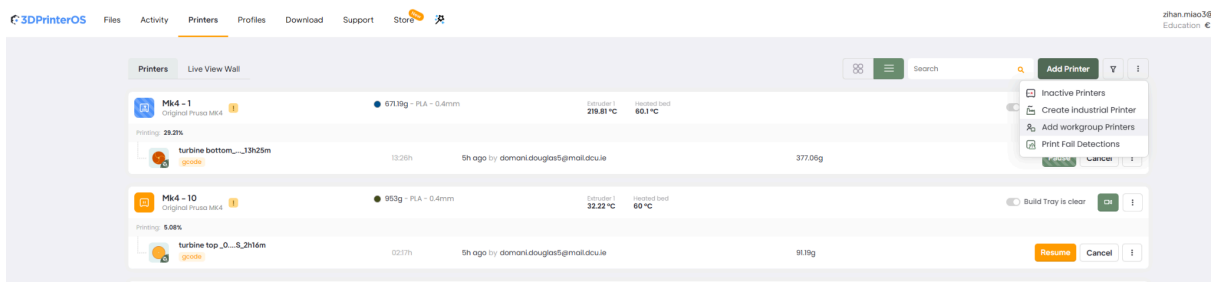 3DPrinterOS Files Activity Printers Profiles Download Support Store New zihan.miao3@
Education €
Printers Live View Wall Search Add Printer
Inactive Printers
Create industrial Printer
Add workgroup Printers
Print Fail Detections
Mk4 - 1 671.19g - PLA - 0.4mm Extruder 1 Heated bed
Original Prusa MK4 ! 219.81 °C 60.1 °C
Printing: 29.21%
turbine bottom_..._13h25m
gcode 13:26h 5h ago by domani.douglas5@mail.dcu.ie 377.06g Pause Cancel
Mk4 - 10 953g - PLA - 0.4mm Extruder 1 Heated bed Build Tray is clear
Original Prusa MK4 ! 32.22 °C 60 °C
Printing: 5.08%
turbine top _0....S_2h16m
gcode 02:17h 5h ago by domani.douglas5@mail.dcu.ie 91.19g Resume Cancel